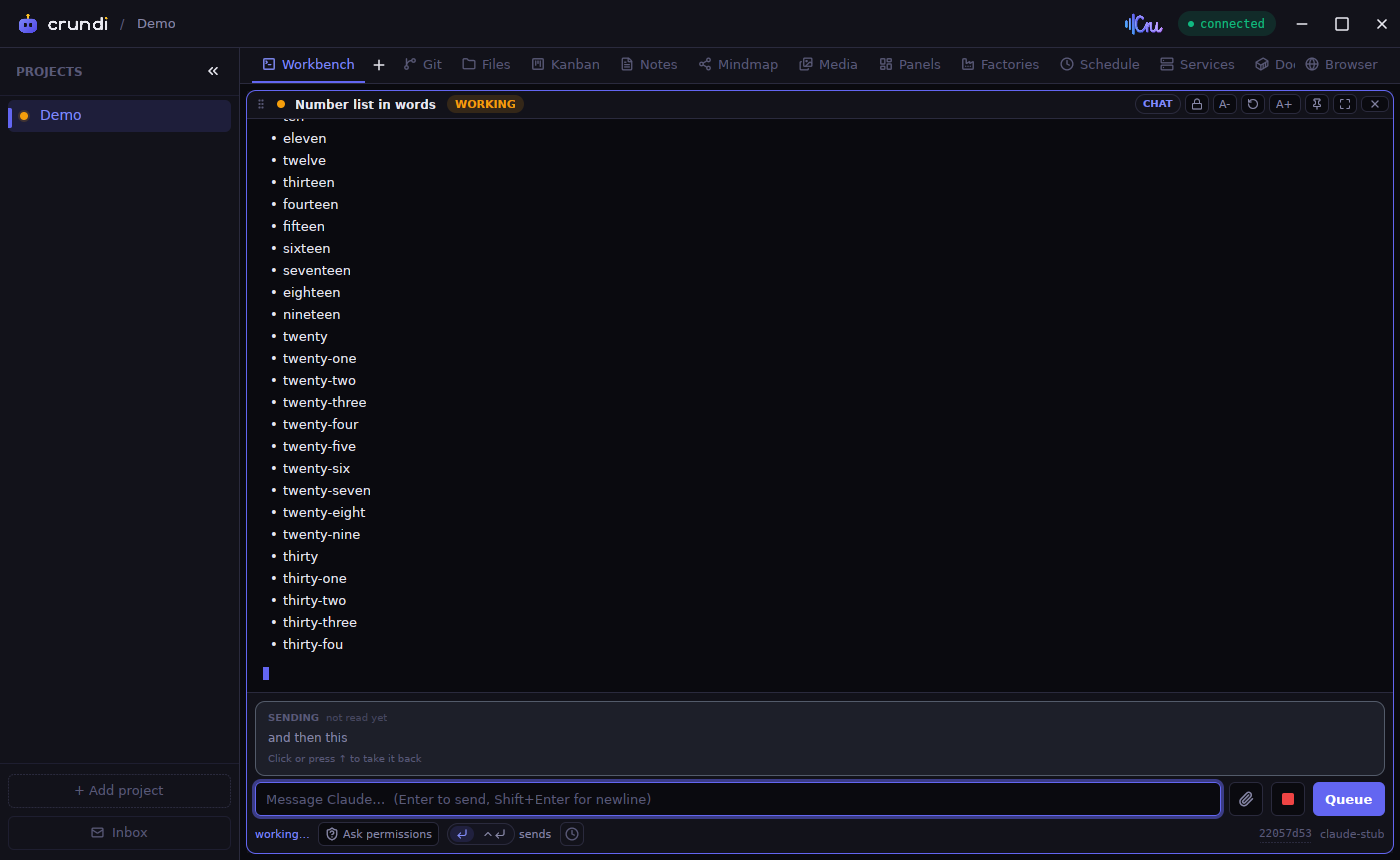 crundi / Demo
Cru
connected
PROJECTS
Workbench
Git
Files
Kanban
Notes
Mindmap
Media
Panels
Factories
Schedule
Services
Browser
Demo
Number list in words WORKING
CHAT
A-
A+
• eleven
• twelve
• thirteen
• fourteen
• fifteen
• sixteen
• seventeen
• eighteen
• nineteen
• twenty
• twenty-one
• twenty-two
• twenty-three
• twenty-four
• twenty-five
• twenty-six
• twenty-seven
• twenty-eight
• twenty-nine
• thirty
• thirty-one
• thirty-two
• thirty-three
• thirty-fou
SENDING not read yet
and then this
Click or press ↑ to take it back
Message Claude... (Enter to send, Shift+Enter for newline)
Queue
working... Ask permissions sends
22057d53 claude-stub
+ Add project
Inbox